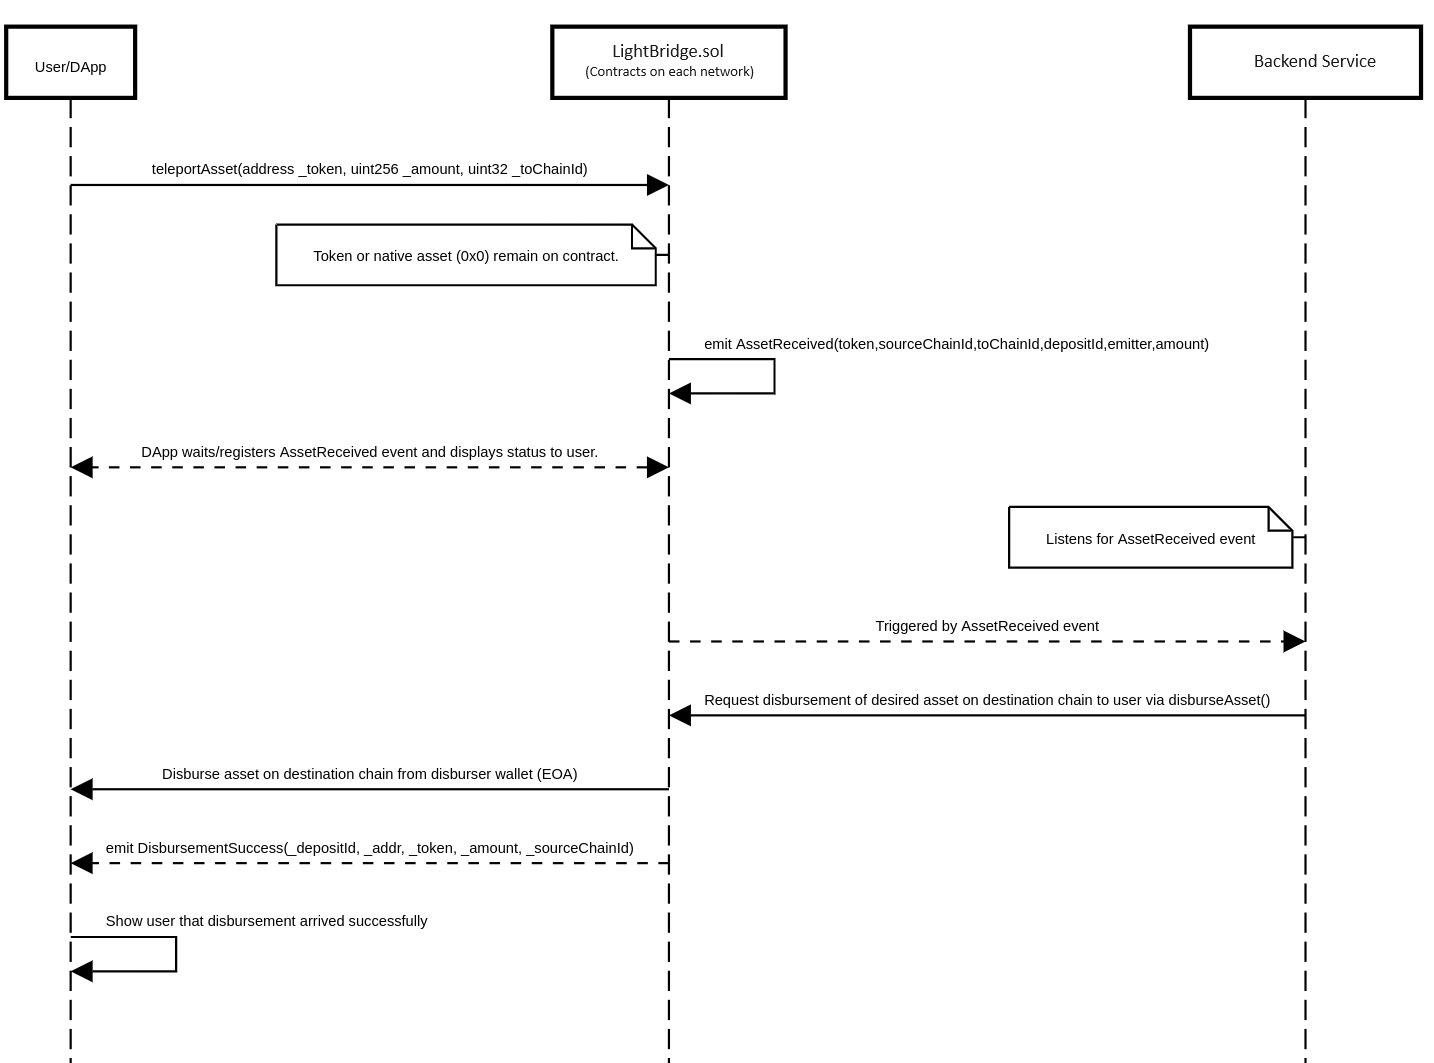 User/DApp
LightBridge.sol
(Contracts on each network)
Backend Service
teleportAsset(address _token, uint256 _amount, uint32 _toChainId)
Token or native asset (0x0) remain on contract.
emit AssetReceived(token,sourceChainId,toChainId,depositId,emitter,amount)
DApp waits/registers AssetReceived event and displays status to user.
Listens for AssetReceived event
Triggered by AssetReceived event
Request disbursement of desired asset on destination chain to user via disburseAsset()
Disburse asset on destination chain from disburser wallet (EOA)
emit DisbursementSuccess(_depositId, _addr, _token, _amount, _sourceChainId)
Show user that disbursement arrived successfully